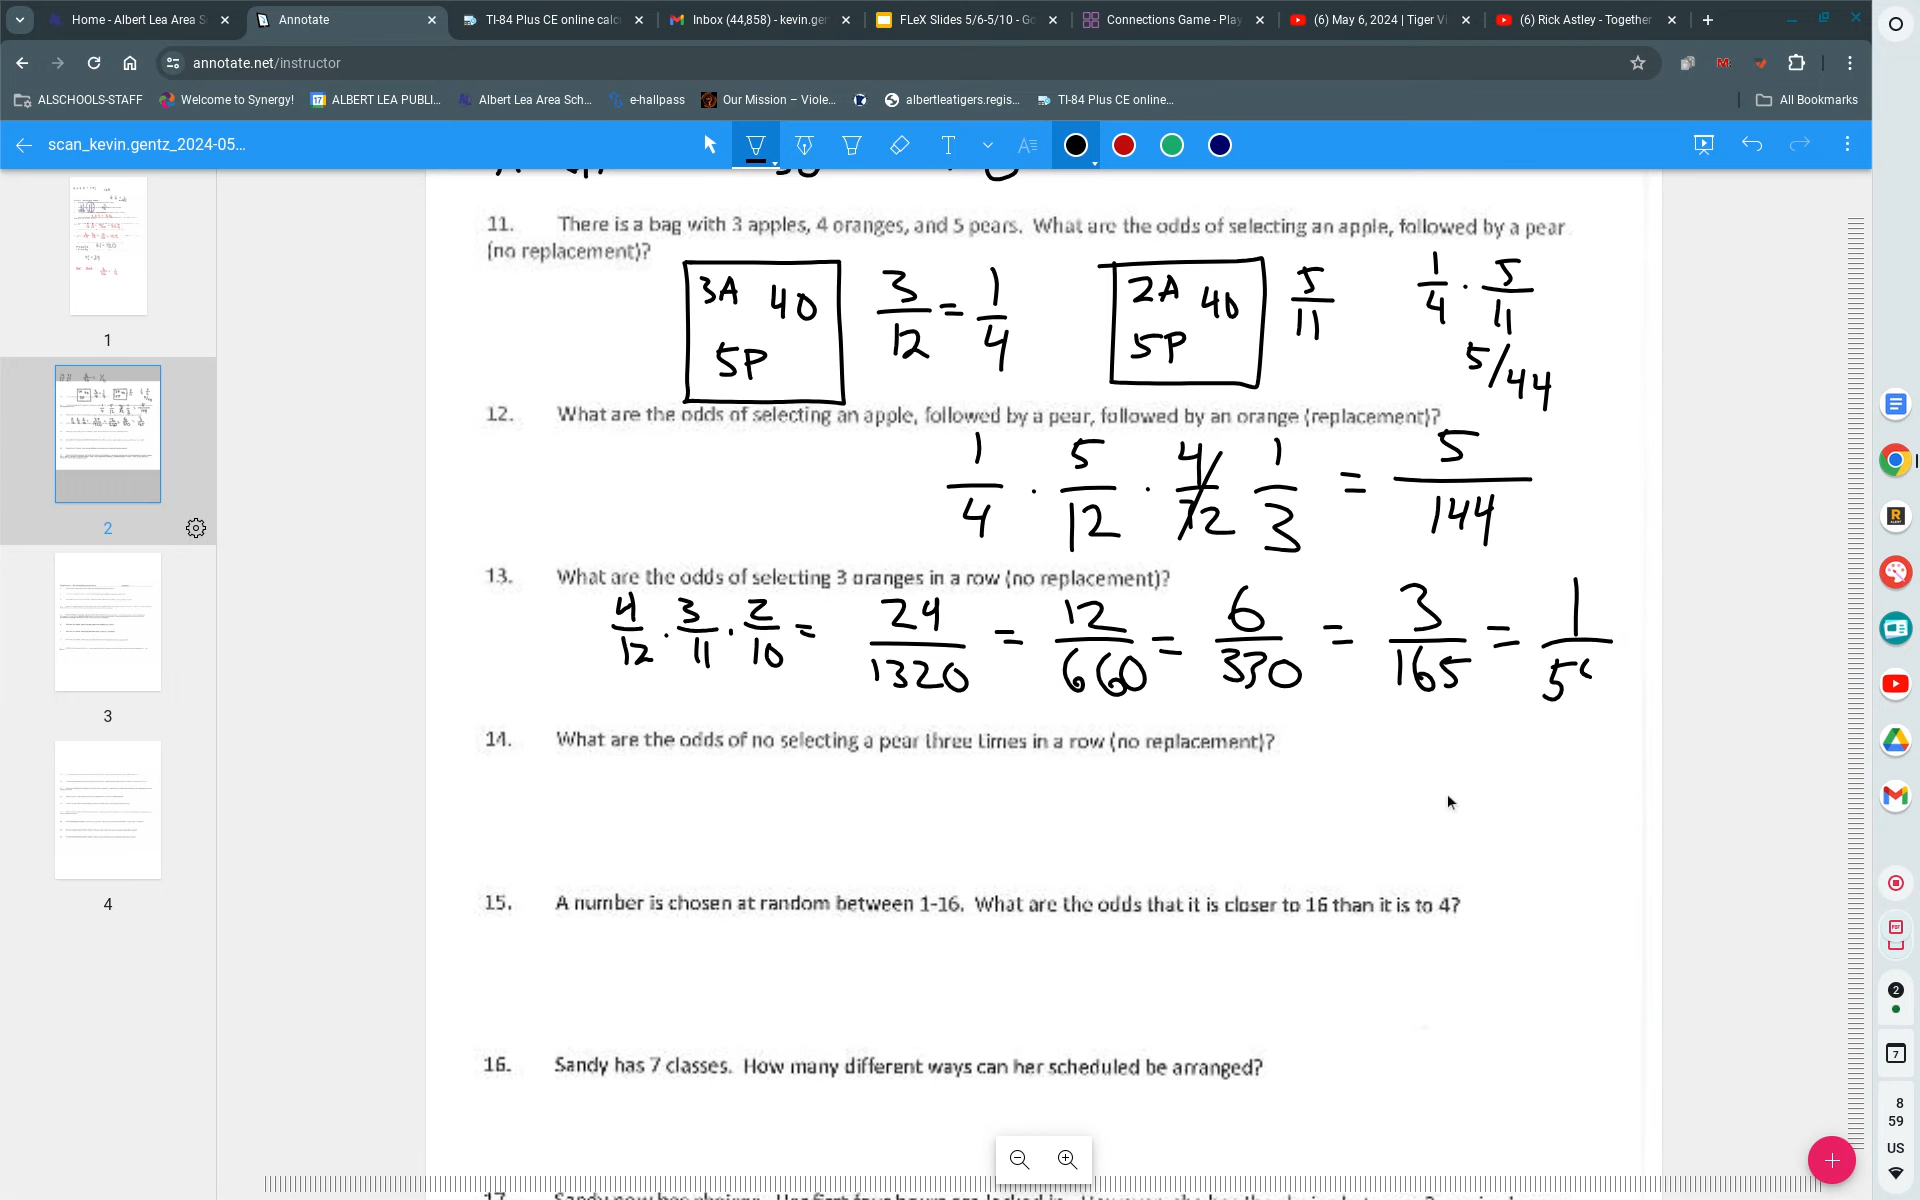 Home - Albert Lea Area S
Annotate
TI-84 Plus CE online calc
Inbox (44,858) - kevin.ger
FLeX Slides 5/6-5/10 - Go
Connections Game - Play
(6) May 6, 2024 | Tiger Vi
(6) Rick Astley - Together
annotate.net/instructor
ALSCHOOLS-STAFF
Welcome to Synergy!
ALBERT LEA PUBLI...
Albert Lea Area Sch...
e-hallpass
Our Mission – Viole...
albertleatigers.regis...
TI-84 Plus CE online...
All Bookmarks
scan_kevin.gentz_2024-05...
11. There is a bag with 3 apples, 4 oranges, and 5 pears. What are the odds of selecting an apple, followed by a pear
(no replacement)?
3A 40
5P
3/12 = 1/4
2A 40
5P
5/11
1/4 · 5/11
5/44
12. What are the odds of selecting an apple, followed by a pear, followed by an orange (replacement)?
1/4 · 5/12 · 4/12 1/3 = 5/144
13. What are the odds of selecting 3 oranges in a row (no replacement)?
4/12 · 3/11 · 2/10 = 24/1320 = 12/660 = 6/330 = 3/165 = 1/5
14. What are the odds of no selecting a pear three times in a row (no replacement)?
15. A number is chosen at random between 1-16. What are the odds that it is closer to 16 than it is to 4?
16. Sandy has 7 classes. How many different ways can her scheduled be arranged?
17.
1
2
3
4
2
7
8
59
US